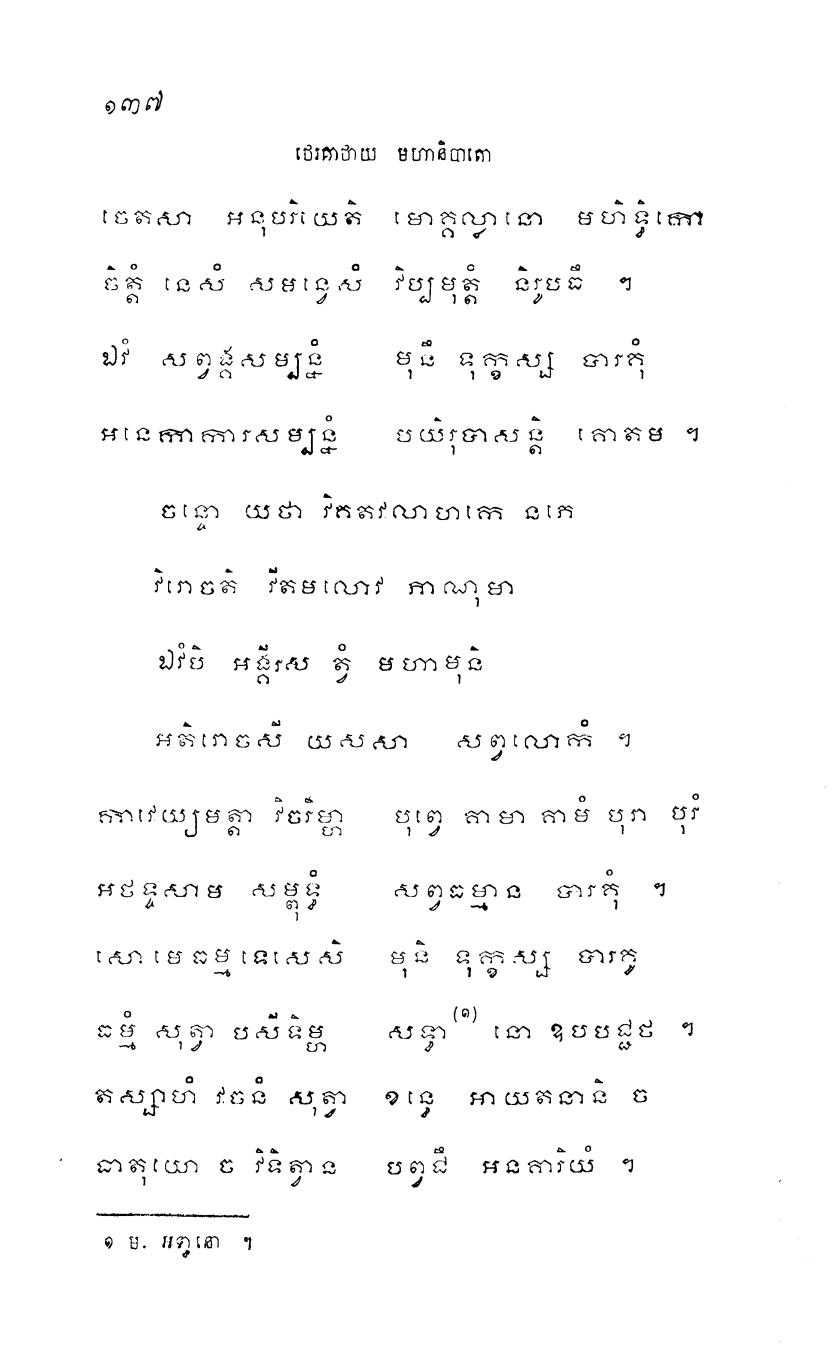 ១៣៧
ថេរគាថាយ មហានិបាតោ
ចេតសា អនុបរិយេតិ មោគ្គល្លានោ មហិទ្ធិកោ
ចិត្តំ នេសំ សមន្វេសំ វិប្បមុត្តំ និរូបធឹ ។
ឯវំ សព្វង្គសម្បន្នំ មុនឹ ទុក្ខស្ស បារគុំ
អនេកាការសម្បន្នំ បយិរុបាសន្តិ គោតម ។
ចន្ទោ យថា វិគតវលាហកេ នភេ
វិរោចតិ វីតមលោវ ភាណុមា
ឯវំបិ អង្គីរស ត្វំ មហាមុនិ
អតិរោចសី យសសា សព្វលោកំ ។
កាវេយ្យមត្តា វិចរិម្ហា បុព្វេ គាមា គាមំ បុរា បុរំ
អថទ្ទសាម សម្ពុទ្ធំ សព្វធម្មាន បារគុំ ។
សោ មេ ធម្មទេសេសិ មុនិ ទុក្ខស្ស បារគូ
ធម្មំ សុត្វា បសីទិម្ហ សទ្ធា (១) នោ ឧបបជ្ជថ ។
តស្សាហំ វចនំ សុត្វា ខន្ធេ អាយតនានិ ច
ធាតុយោ ច វិទិត្វាន បព្វជឹ អនគារិយំ ។
១ ម. អទ្ធានោ ។